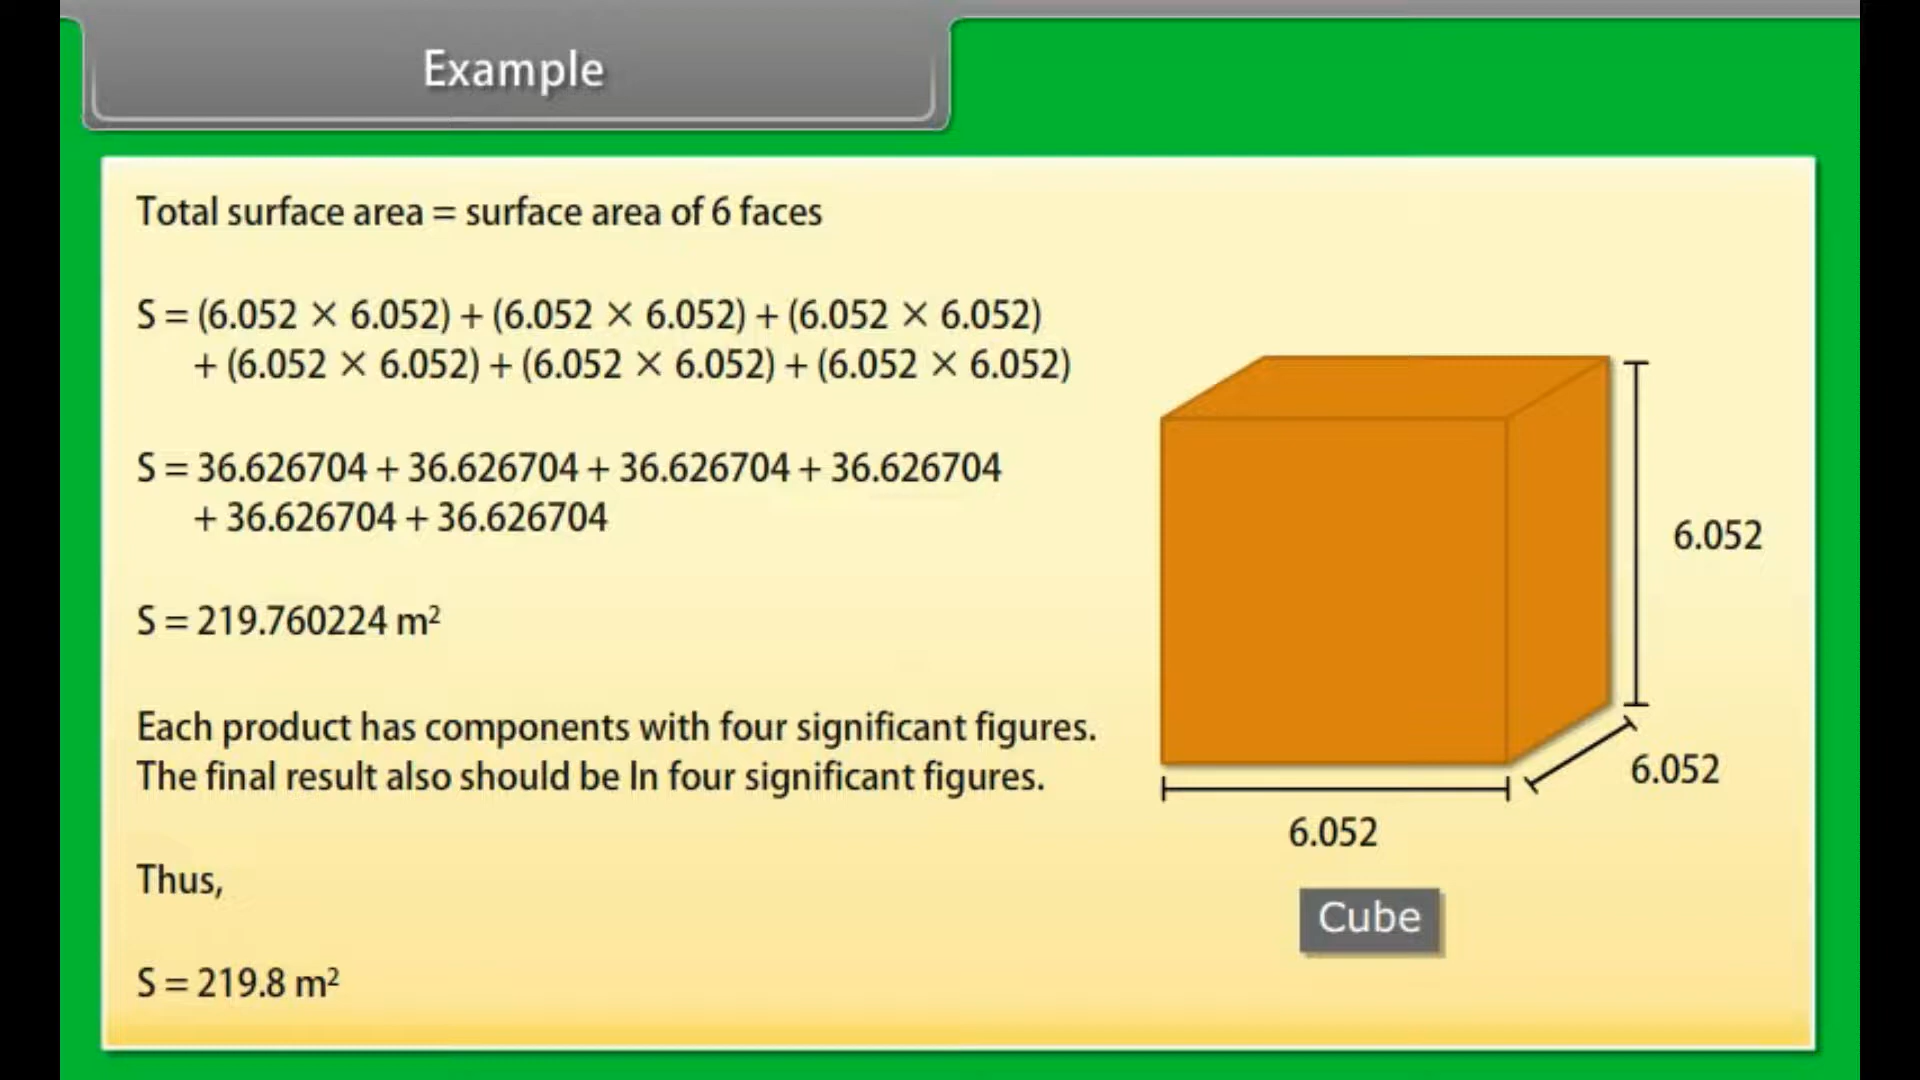 Example
Total surface area = surface area of 6 faces
S = (6.052 × 6.052) + (6.052 × 6.052) + (6.052 × 6.052)
+ (6.052 × 6.052) + (6.052 × 6.052) + (6.052 × 6.052)
S = 36.626704 + 36.626704 + 36.626704 + 36.626704
+ 36.626704 + 36.626704
S = 219.760224 m²
Each product has components with four significant figures.
The final result also should be In four significant figures.
Thus,
S = 219.8 m²
6.052
6.052
6.052
Cube